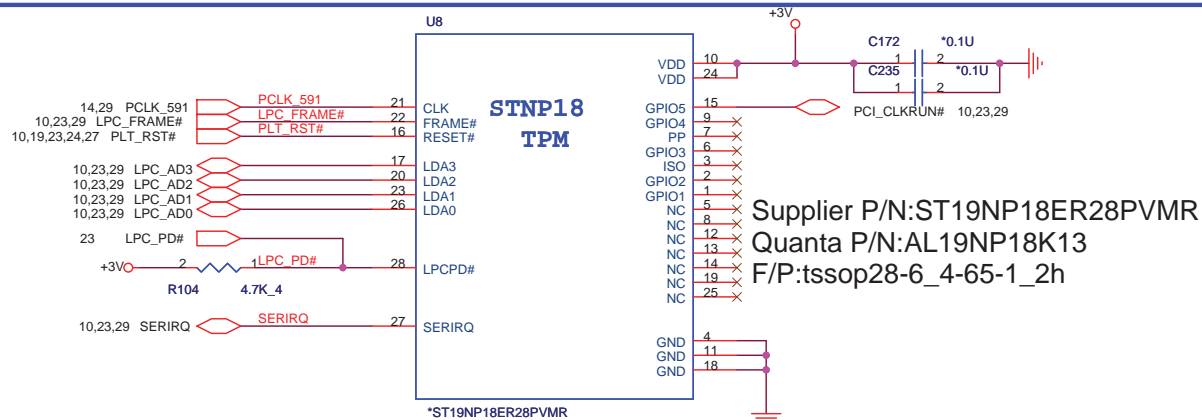 U8
+3V
C172 *0.1U
1 2
C235 *0.1U
1 2
STNP18
TPM
VDD 10
VDD 24
14,29 PCLK_591 PCLK_591 21 CLK
10,23,29 LPC_FRAME# LPC_FRAME# 22 FRAME#
10,19,23,24,27 PLT_RST# PLT_RST# 16 RESET#
GPIO5 15 PCI_CLKRUN# 10,23,29
GPIO4 9
PP 7
GPIO3 6
ISO 3
GPIO2 2
GPIO1 1
NC 5
NC 8
NC 12
NC 13
NC 14
NC 19
NC 25
10,23,29 LPC_AD3 17 LDA3
10,23,29 LPC_AD2 20 LDA2
10,23,29 LPC_AD1 23 LDA1
10,23,29 LPC_AD0 26 LDA0
23 LPC_PD#
+3V 2 1 LPC_PD# 28 LPCPD#
R104 4.7K_4
10,23,29 SERIRQ SERIRQ 27 SERIRQ
Supplier P/N:ST19NP18ER28PVMR
Quanta P/N:AL19NP18K13
F/P:tssop28-6_4-65-1_2h
GND 4
GND 11
GND 18
*ST19NP18ER28PVMR